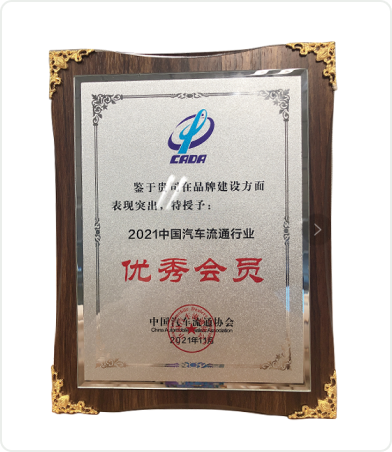 CADA
鉴于贵司在品牌建设方面
表现突出，特授予：
2021中国汽车流通行业
优秀会员
中国汽车流通协会
China Automobile Dealers Association
2021年11月